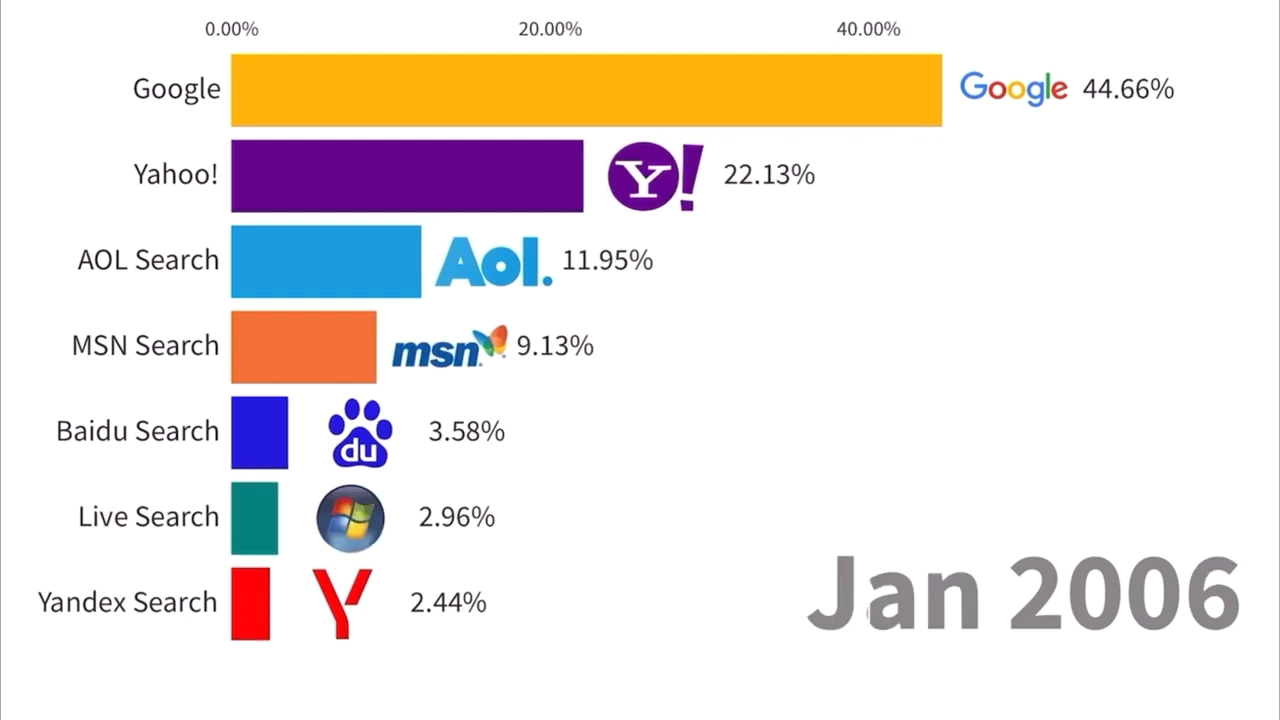 0.00% 20.00% 40.00%
Google Google 44.66%
Yahoo! Y! 22.13%
AOL Search Aol. 11.95%
MSN Search msn 9.13%
Baidu Search du 3.58%
Live Search 2.96%
Yandex Search Y 2.44%
Jan 2006